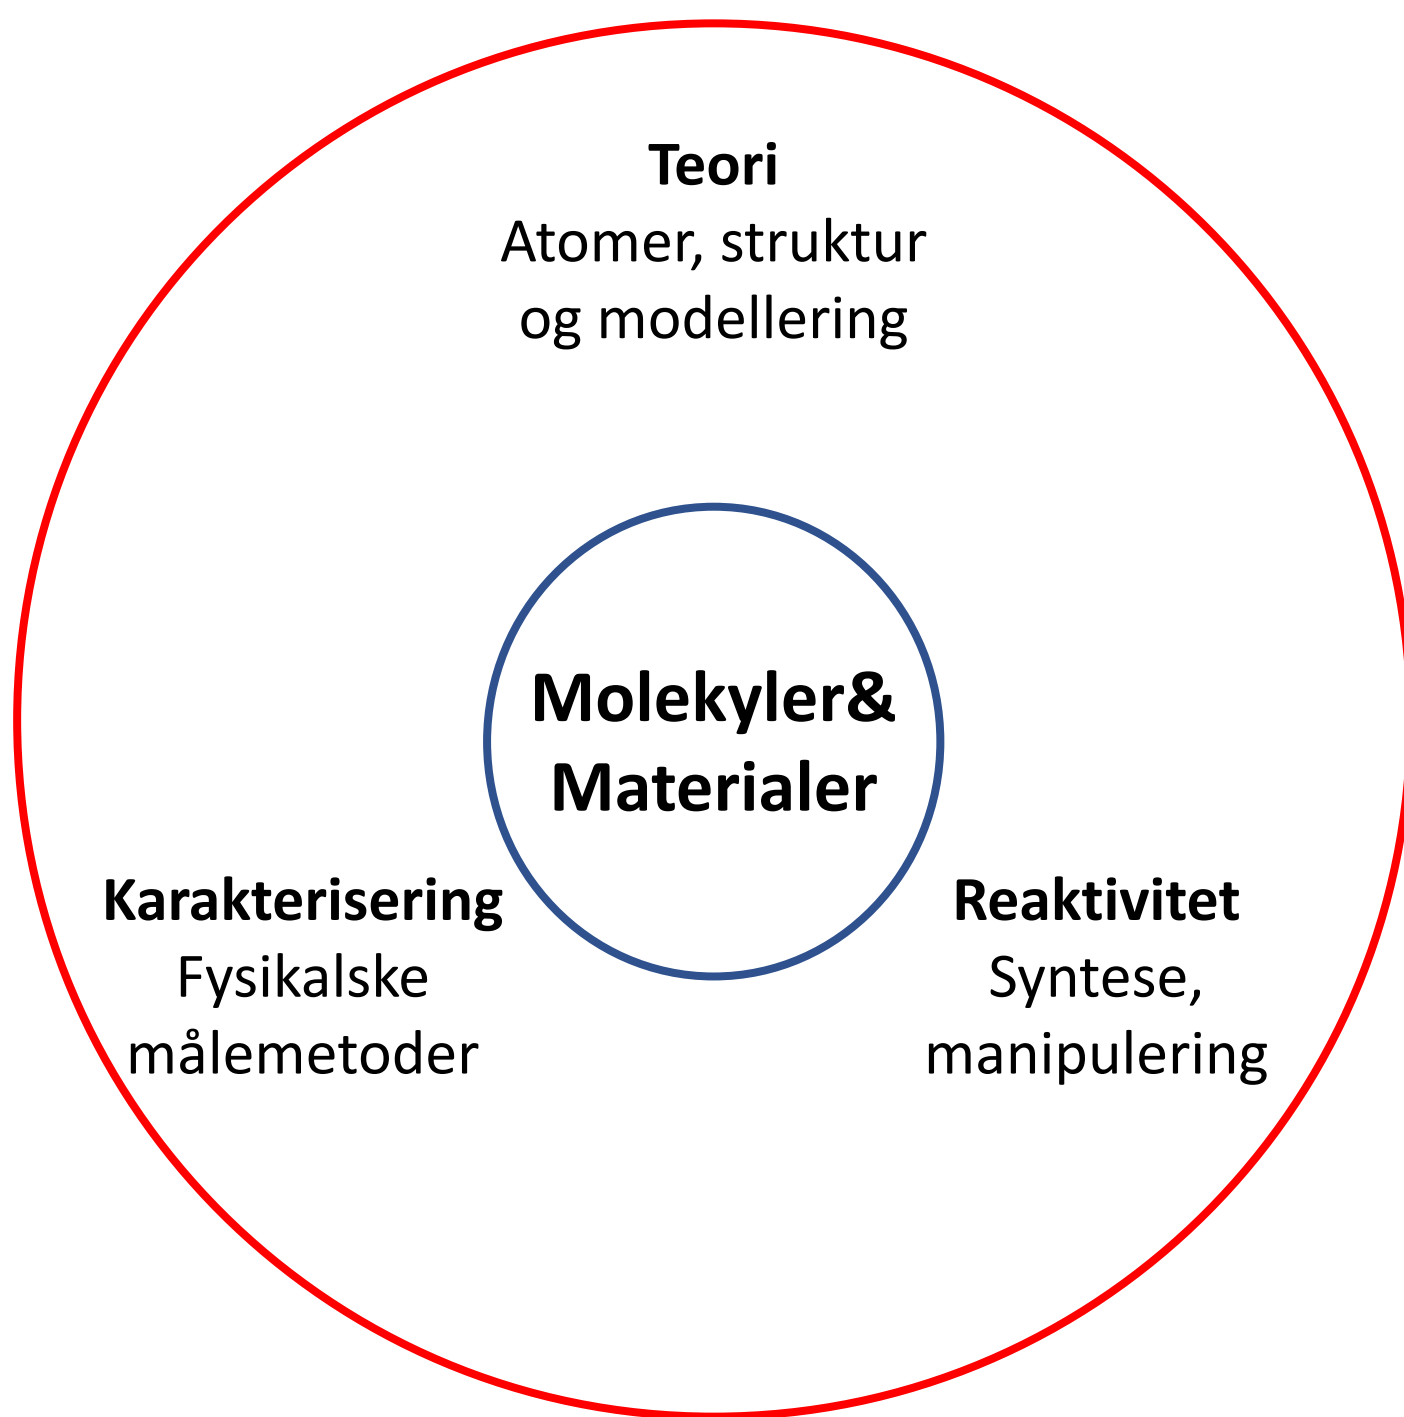 Teori
Atomer, struktur
og modellering
Molekyler&
Materialer
Karakterisering
Fysikalske
målemetoder
Reaktivitet
Syntese,
manipulering